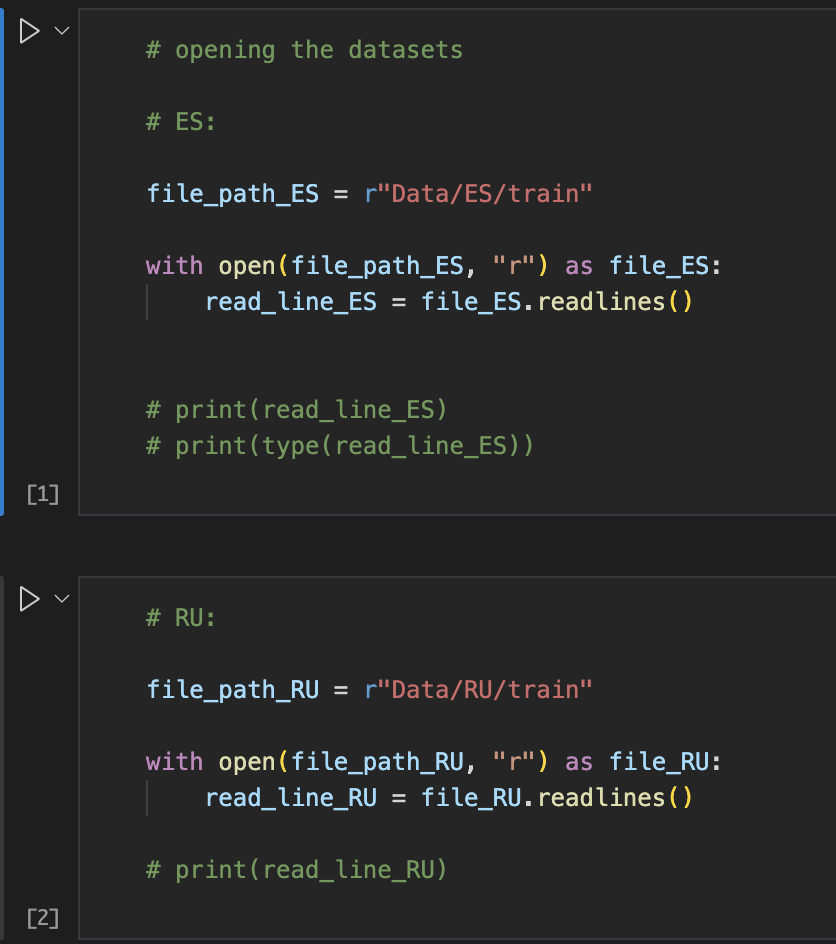 # opening the datasets
# ES:
file_path_ES = r"Data/ES/train"
with open(file_path_ES, "r") as file_ES:
    read_line_ES = file_ES.readlines()
# print(read_line_ES)
# print(type(read_line_ES))
[1]
# RU:
file_path_RU = r"Data/RU/train"
with open(file_path_RU, "r") as file_RU:
    read_line_RU = file_RU.readlines()
# print(read_line_RU)
[2]